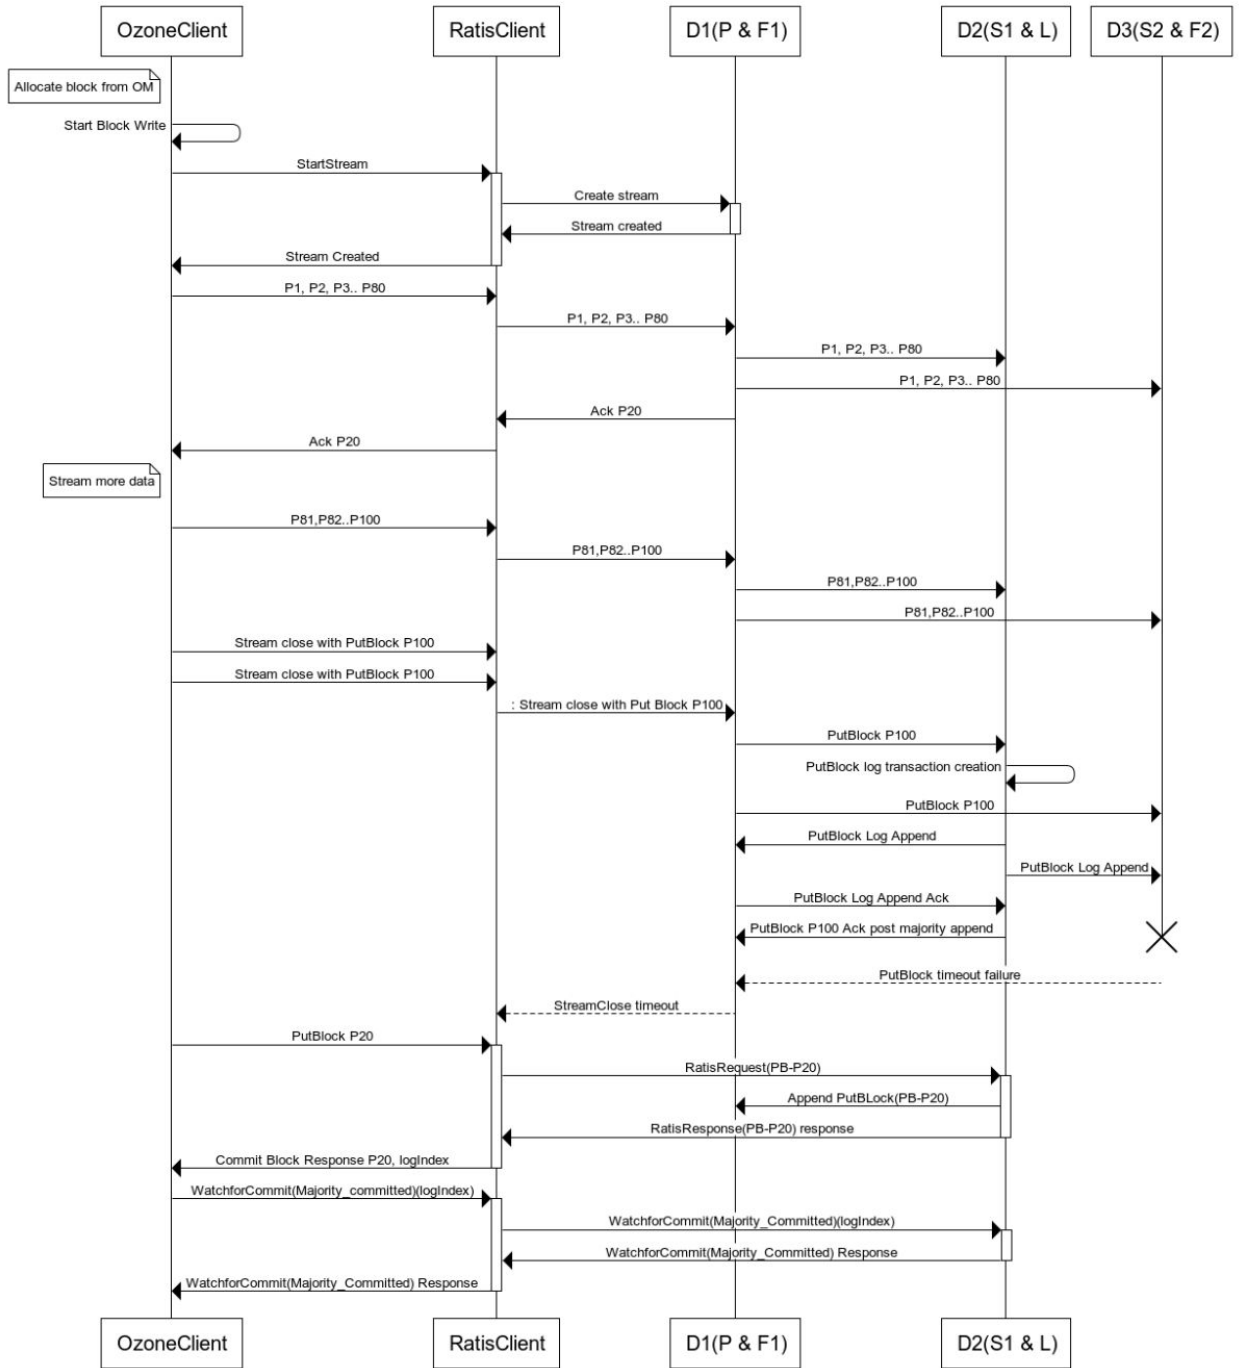 OzoneClient
RatisClient
D1(P & F1)
D2(S1 & L)
D3(S2 & F2)
Allocate block from OM
Start Block Write
StartStream
Create stream
Stream created
Stream Created
P1, P2, P3.. P80
P1, P2, P3.. P80
P1, P2, P3.. P80
P1, P2, P3.. P80
Ack P20
Ack P20
Stream more data
P81,P82..P100
P81,P82..P100
P81,P82..P100
P81,P82..P100
Stream close with PutBlock P100
Stream close with PutBlock P100
: Stream close with Put Block P100
PutBlock P100
PutBlock log transaction creation
PutBlock P100
PutBlock Log Append
PutBlock Log Append
PutBlock Log Append Ack
PutBlock P100 Ack post majority append
PutBlock timeout failure
StreamClose timeout
PutBlock P20
RatisRequest(PB-P20)
Append PutBLock(PB-P20)
RatisResponse(PB-P20) response
Commit Block Response P20, logIndex
WatchforCommit(Majority_committed)(logIndex)
WatchforCommit(Majority_Committed)(logIndex)
WatchforCommit(Majority_Committed) Response
WatchforCommit(Majority_Committed) Response
OzoneClient
RatisClient
D1(P & F1)
D2(S1 & L)